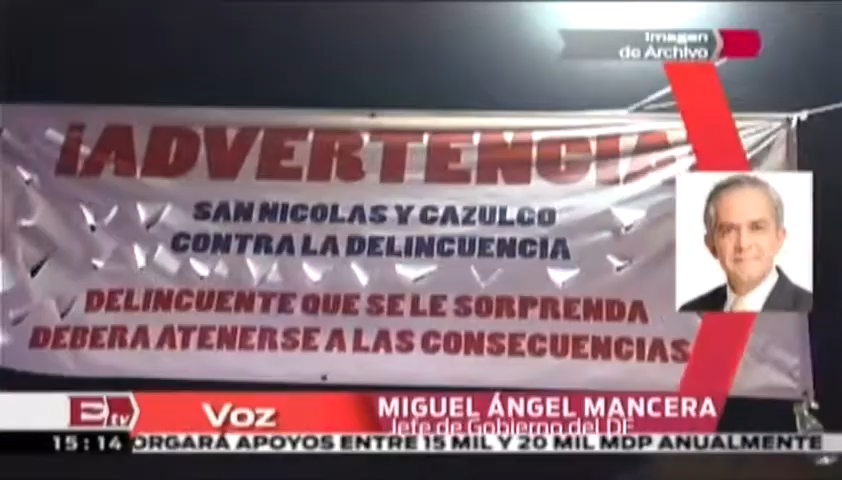 Imagen
de Archivo
¡ADVERTENCIA
SAN NICOLAS Y CAZULCO
CONTRA LA DELINCUENCIA
DELINCUENTE QUE SE LE SORPRENDA
DEBERA ATENERSE A LAS CONSECUENCIAS
tv
Voz
MIGUEL ÁNGEL MANCERA
Jefe de Gobierno del DF
15:14 ORGARÁ APOYOS ENTRE 15 MIL Y 20 MIL MDP ANUALMENTE